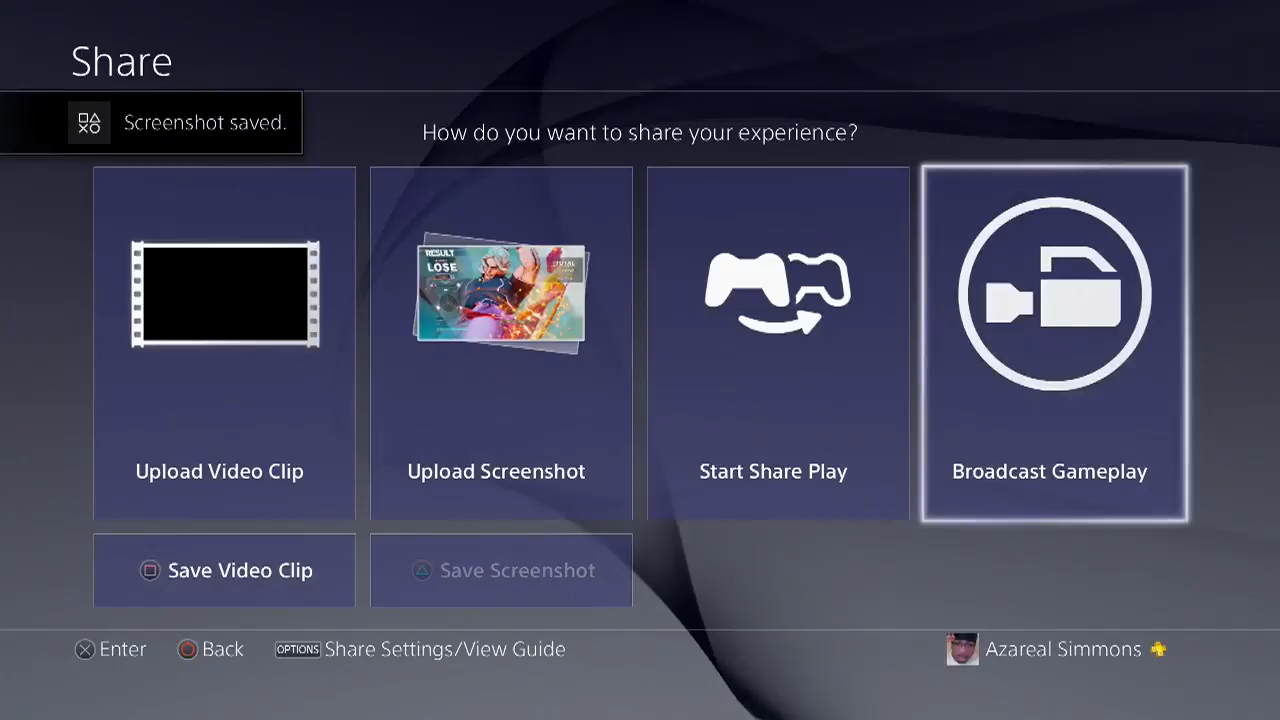 Share
Screenshot saved.
How do you want to share your experience?
RESULT
LOSE
TOTAL
Upload Video Clip
Upload Screenshot
Start Share Play
Broadcast Gameplay
Save Video Clip
Save Screenshot
Enter
Back
OPTIONS Share Settings/View Guide
Azareal Simmons